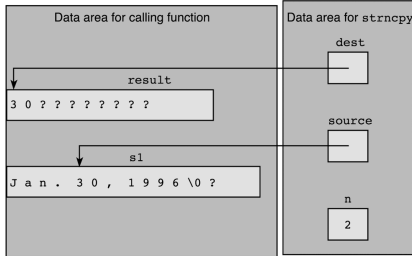 Data area for calling function
Data area for strncpy
dest
result
3 0 ? ? ? ? ? ? ? ?
source
s1
J a n . 3 0 , 1 9 9 6 \0 ?
n
2